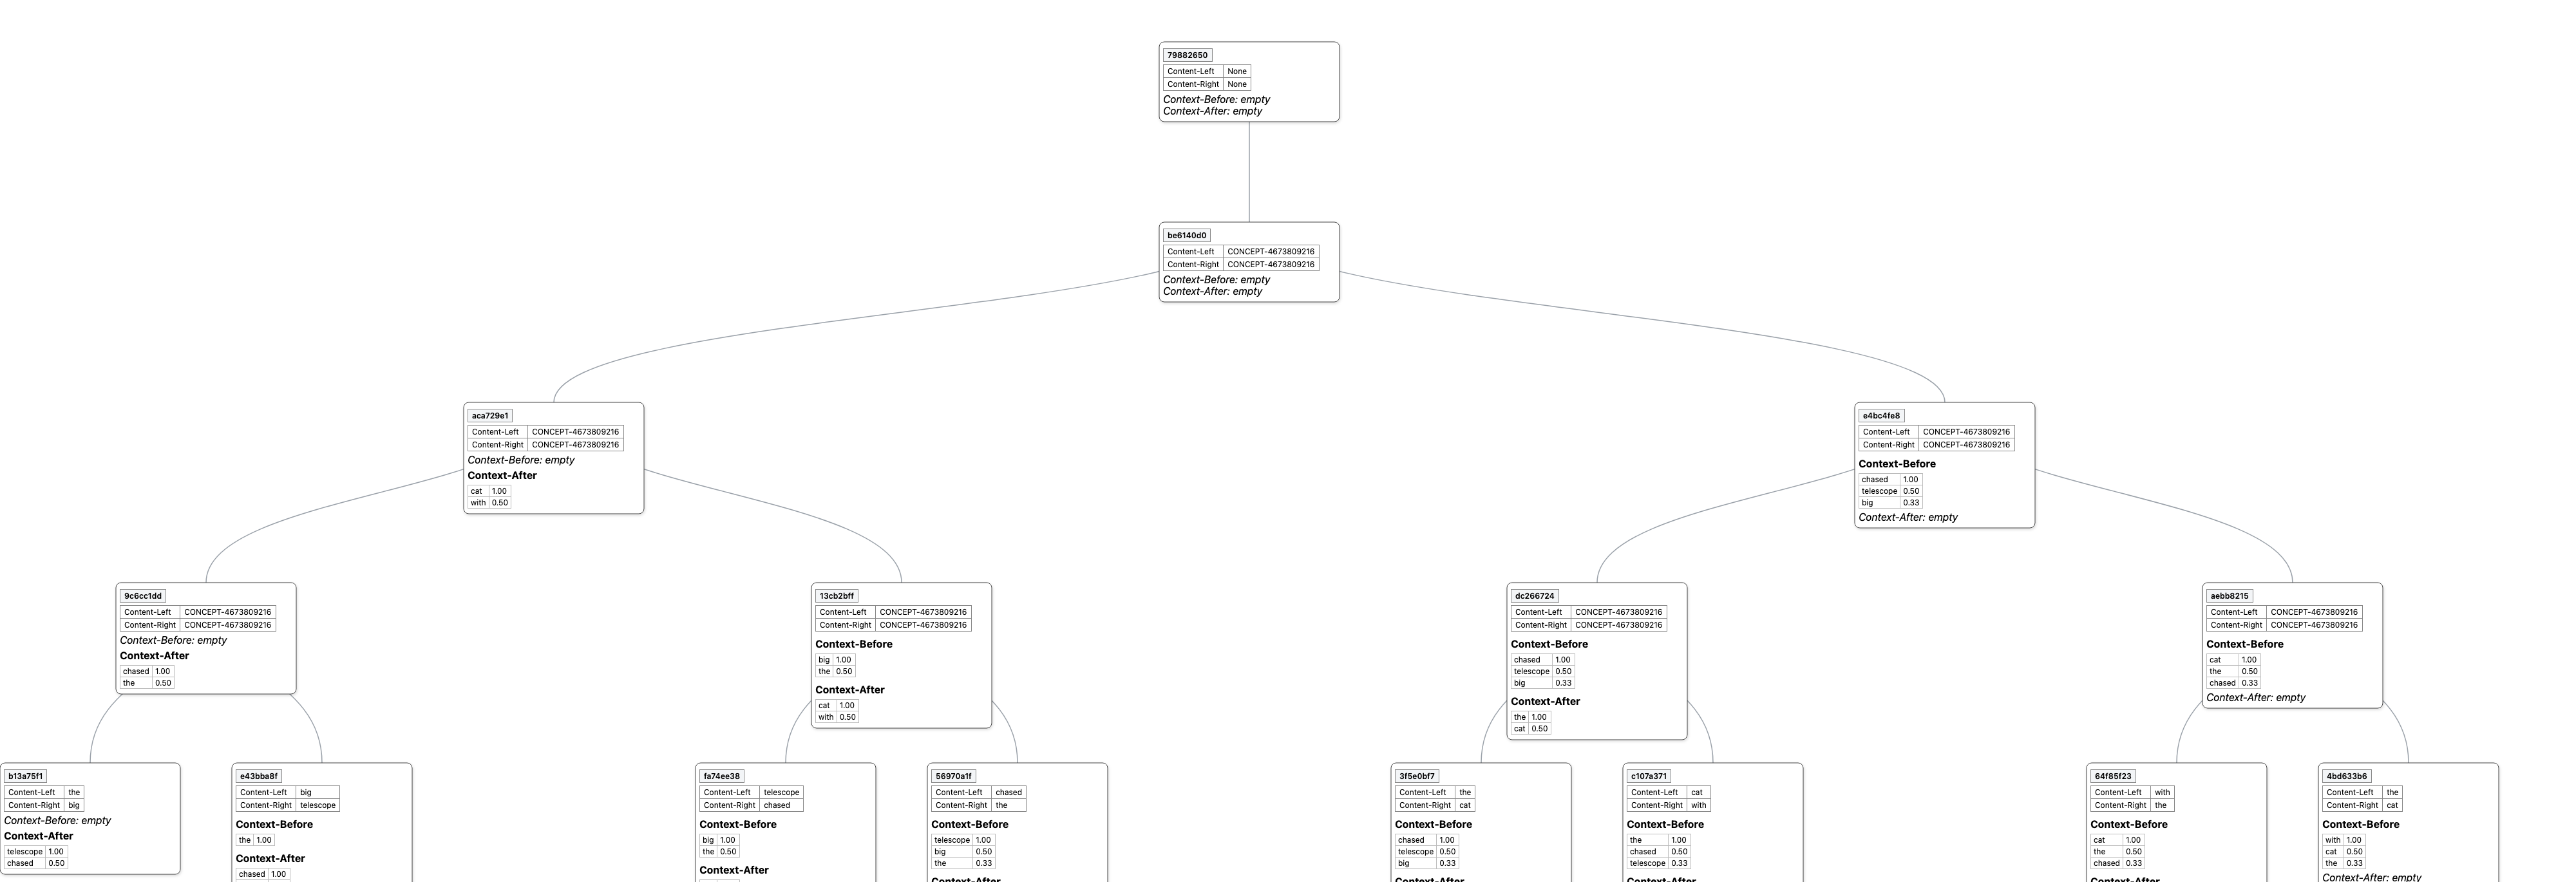 79882650
Content-Left None
Content-Right None
Context-Before: empty
Context-After: empty
be6140d0
Content-Left CONCEPT-4673809216
Content-Right CONCEPT-4673809216
Context-Before: empty
Context-After: empty
aca729e1
Content-Left CONCEPT-4673809216
Content-Right CONCEPT-4673809216
Context-Before: empty
Context-After
cat 1.00
with 0.50
e4bc4fe8
Content-Left CONCEPT-4673809216
Content-Right CONCEPT-4673809216
Context-Before
chased 1.00
telescope 0.50
big 0.33
Context-After: empty
9c6cc1dd
Content-Left CONCEPT-4673809216
Content-Right CONCEPT-4673809216
Context-Before: empty
Context-After
chased 1.00
the 0.50
13cb2bff
Content-Left CONCEPT-4673809216
Content-Right CONCEPT-4673809216
Context-Before
big 1.00
the 0.50
Context-After
cat 1.00
with 0.50
dc266724
Content-Left CONCEPT-4673809216
Content-Right CONCEPT-4673809216
Context-Before
chased 1.00
telescope 0.50
big 0.33
Context-After
the 1.00
cat 0.50
aebb8215
Content-Left CONCEPT-4673809216
Content-Right CONCEPT-4673809216
Context-Before
cat 1.00
the 0.50
chased 0.33
Context-After: empty
b13a75f1
Content-Left the
Content-Right big
Context-Before: empty
Context-After
telescope 1.00
chased 0.50
e43bba8f
Content-Left big
Content-Right telescope
Context-Before
the 1.00
Context-After
chased 1.00
fa74ee38
Content-Left telescope
Content-Right chased
Context-Before
big 1.00
the 0.50
Context-After
56970a1f
Content-Left chased
Content-Right the
Context-Before
telescope 1.00
big 0.50
the 0.33
Context-After
3f5e0bf7
Content-Left the
Content-Right cat
Context-Before
chased 1.00
telescope 0.50
big 0.33
Context-After
c107a371
Content-Left cat
Content-Right with
Context-Before
the 1.00
chased 0.50
telescope 0.33
Context-After
64f85f23
Content-Left with
Content-Right the
Context-Before
cat 1.00
the 0.50
chased 0.33
Context-After
4bd633b6
Content-Left the
Content-Right cat
Context-Before
with 1.00
cat 0.50
the 0.33
Context-After: empty